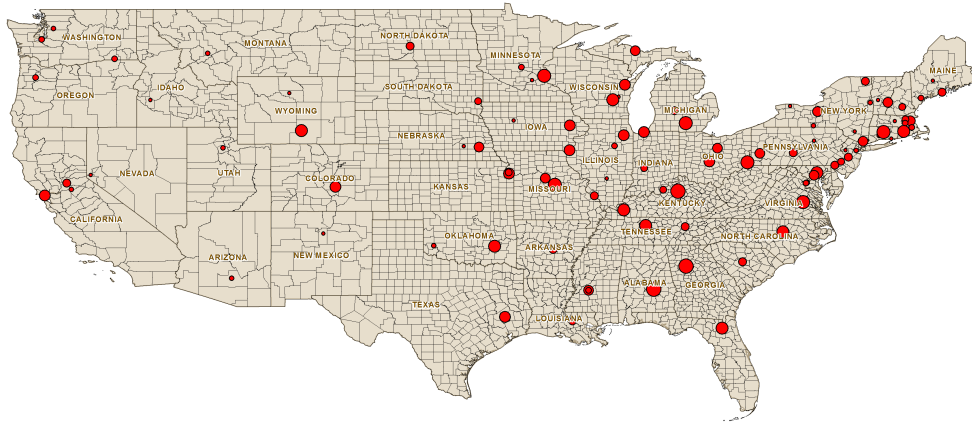 WASHINGTON
MONTANA
NORTH DAKOTA
MINNESOTA
MAINE
OREGON
IDAHO
WYOMING
SOUTH DAKOTA
WISCONSIN
MICHIGAN
NEW YORK
NEVADA
UTAH
COLORADO
NEBRASKA
IOWA
ILLINOIS
INDIANA
OHIO
PENNSYLVANIA
CALIFORNIA
KANSAS
MISSOURI
KENTUCKY
VIRGINIA
ARIZONA
NEW MEXICO
OKLAHOMA
ARKANSAS
TENNESSEE
NORTH CAROLINA
TEXAS
LOUISIANA
ALABAMA
GEORGIA